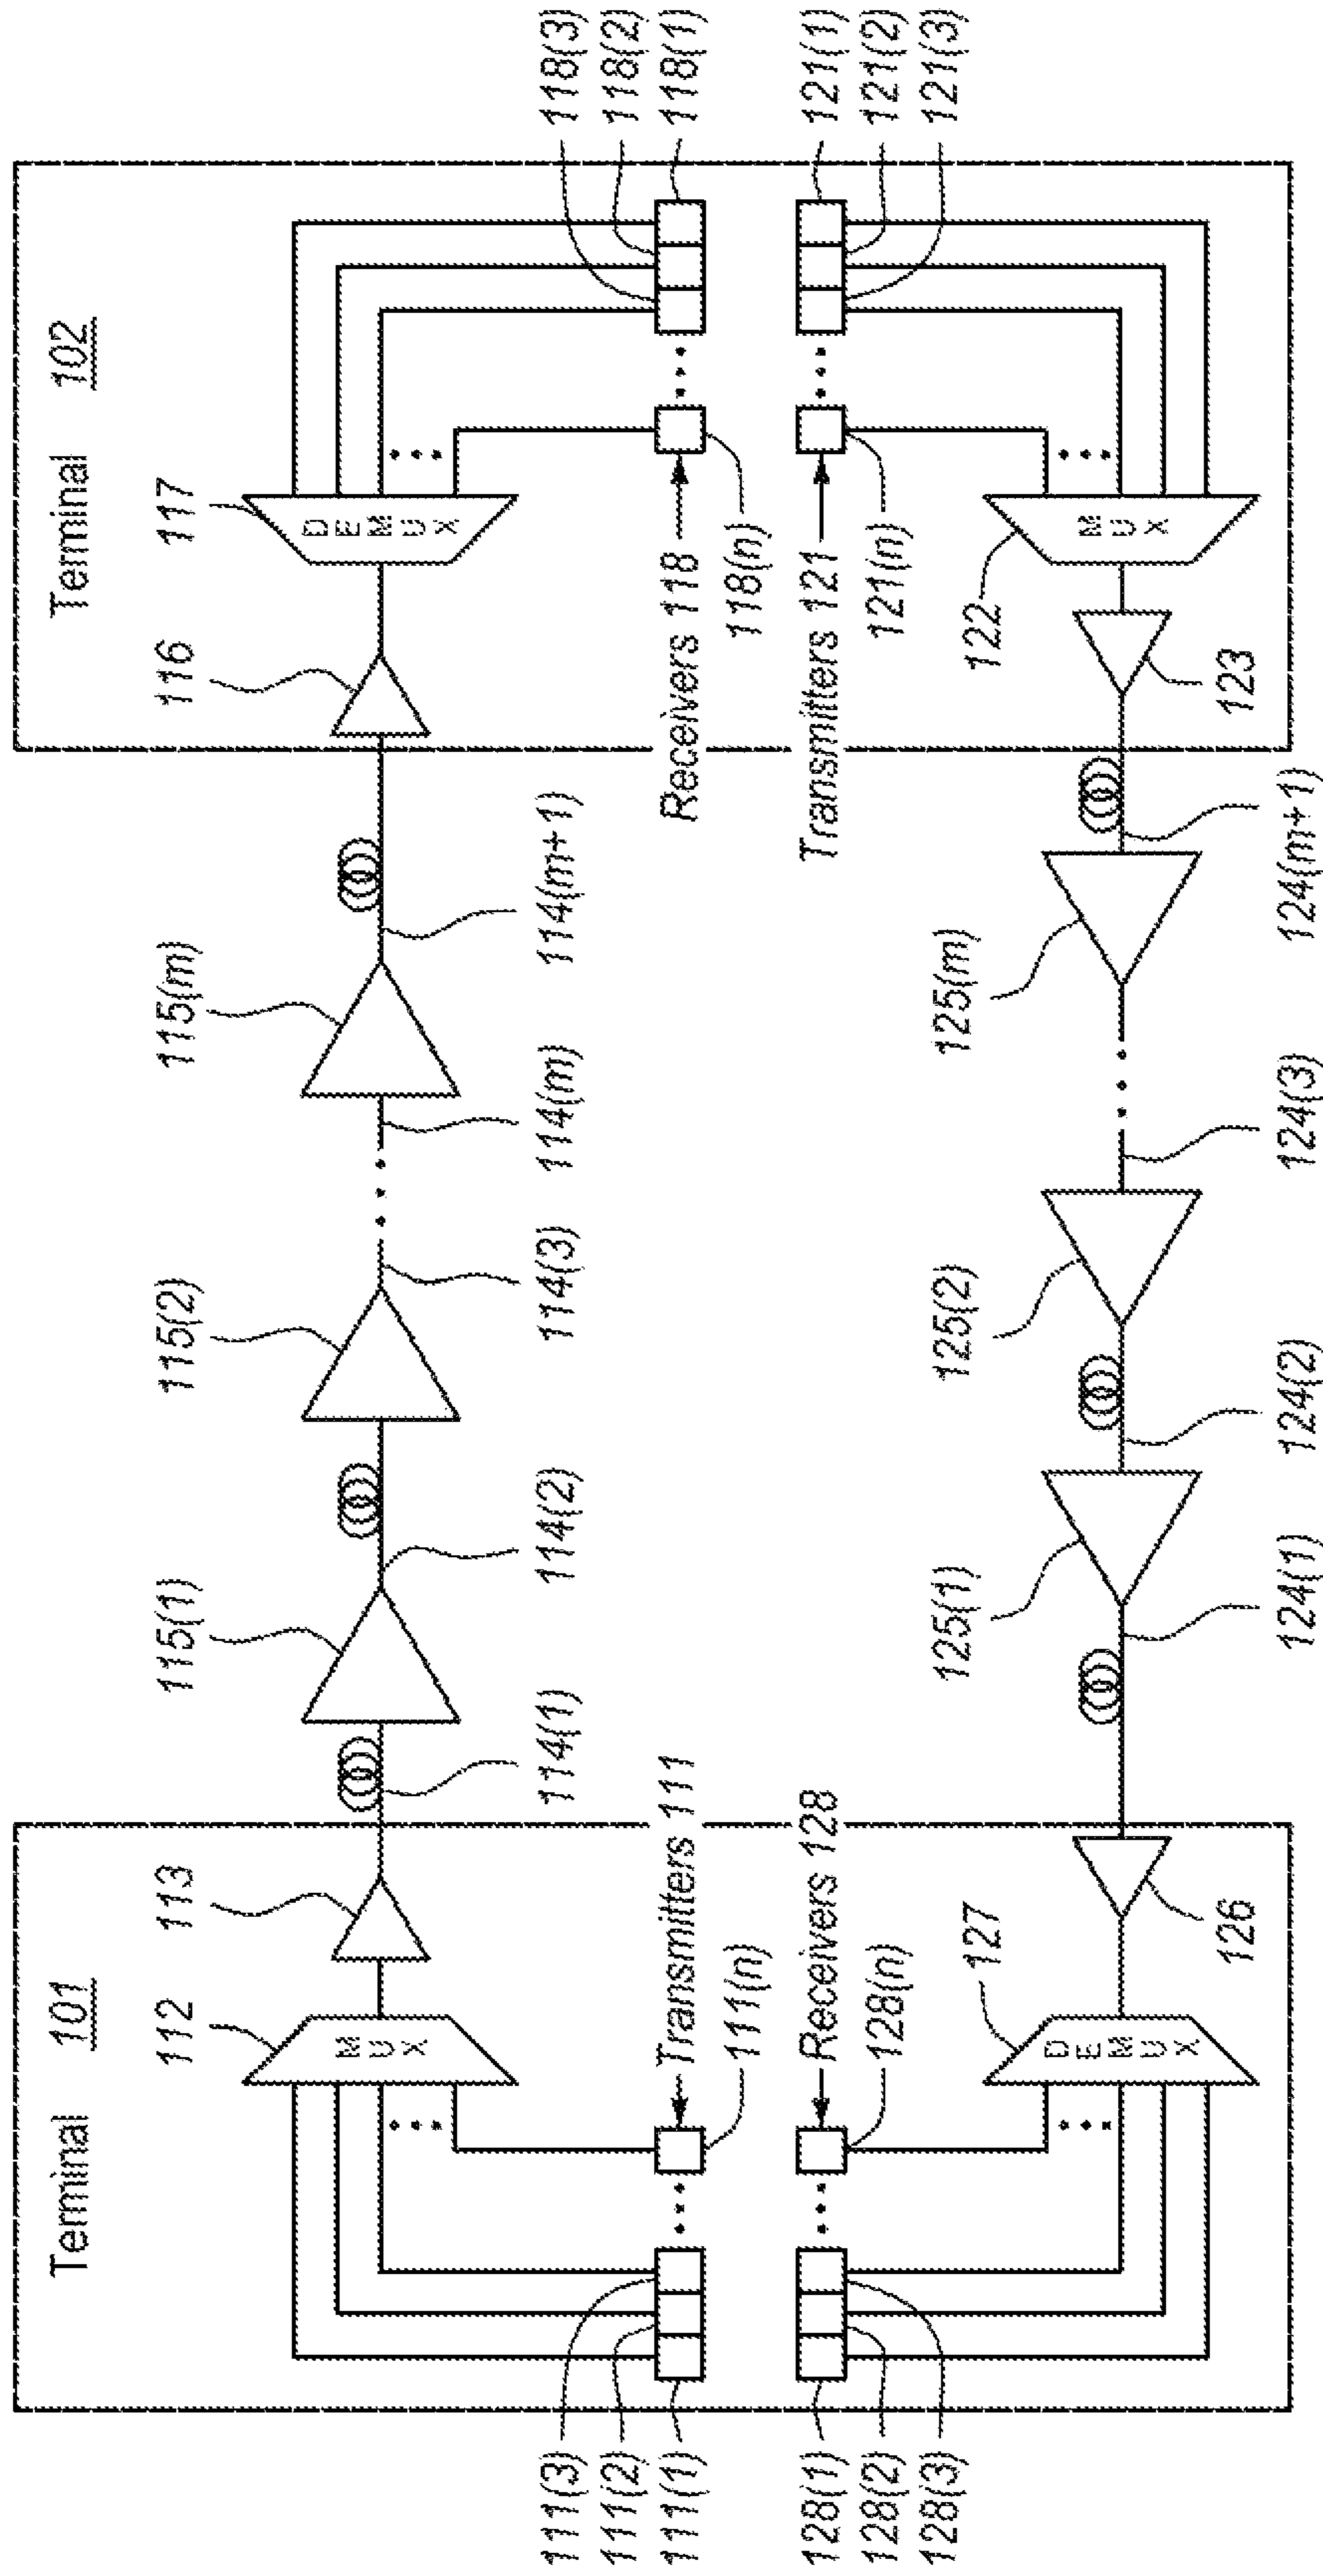 Terminal 101
112
113
MUX
111(3)
111(2)
111(1)
Transmitters 111
111(n)
114(1)
115(1)
114(2)
115(2)
114(3)
114(m)
115(m)
114(m+1)
Terminal 102
116
117
DEMUX
118(3)
118(2)
118(1)
Receivers 118
118(n)
121(1)
121(2)
121(3)
Transmitters 121
121(n)
122
MUX
123
124(m+1)
125(m)
124(3)
125(2)
124(2)
125(1)
124(1)
126
127
DEMUX
Receivers 128
128(n)
128(1)
128(2)
128(3)